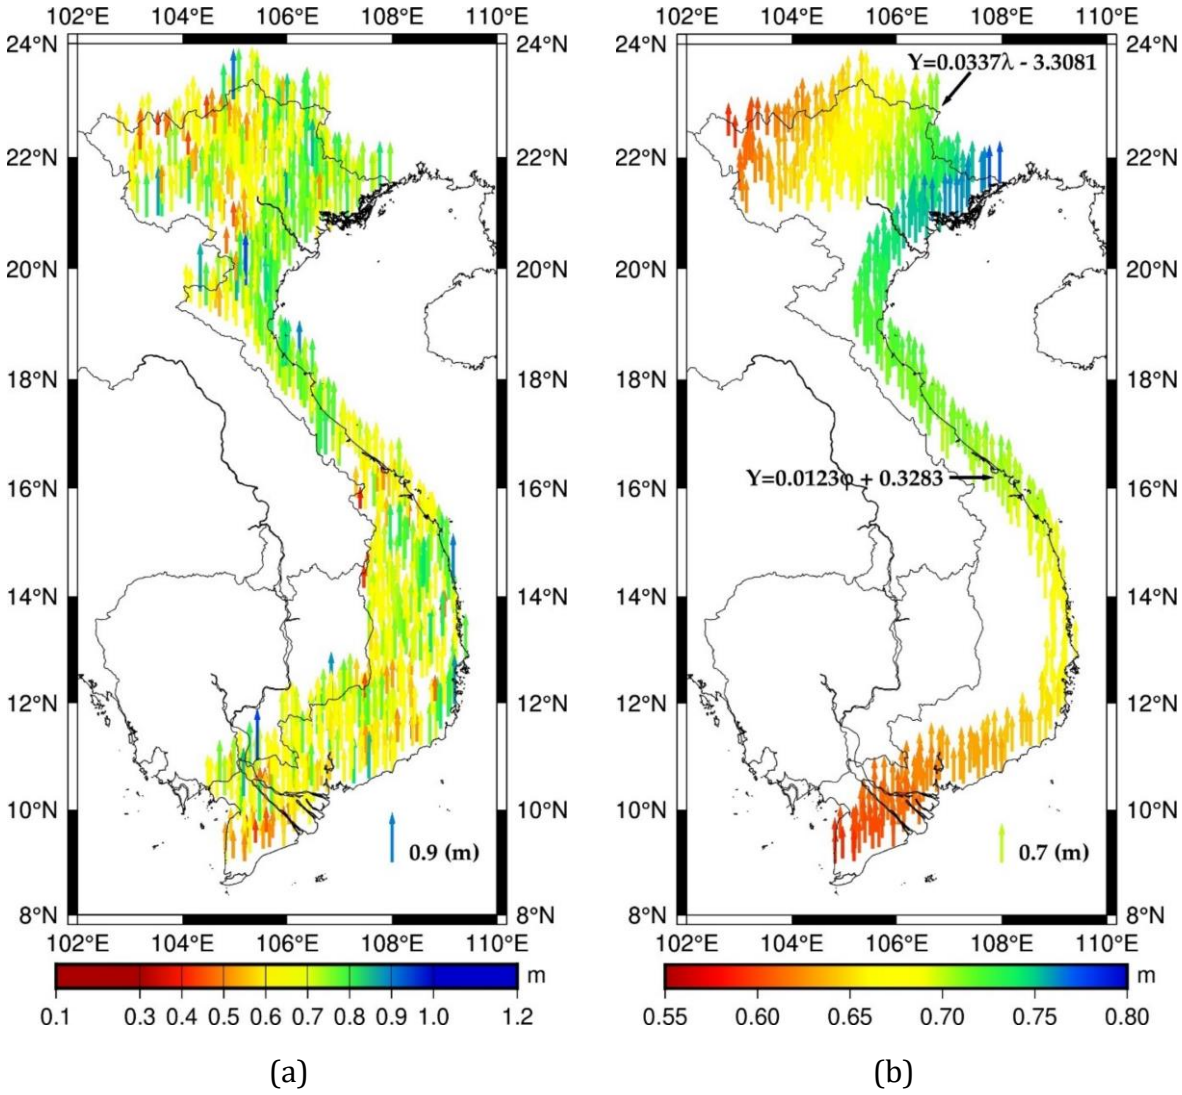 102°E 104°E 106°E 108°E 110°E
102°E 104°E 106°E 108°E 110°E
24°N 24°N
24°N 24°N
Y=0.0337λ - 3.3081
22°N 22°N
22°N 22°N
20°N 20°N
20°N 20°N
18°N 18°N
18°N 18°N
16°N 16°N
16°N 16°N
Y=0.0123φ + 0.3283
14°N 14°N
14°N 14°N
12°N 12°N
12°N 12°N
10°N 10°N
10°N 10°N
0.9 (m)
0.7 (m)
8°N 8°N
8°N 8°N
102°E 104°E 106°E 108°E 110°E
102°E 104°E 106°E 108°E 110°E
m
m
0.1 0.3 0.4 0.5 0.6 0.7 0.8 0.9 1.0 1.2
0.55 0.60 0.65 0.70 0.75 0.80
(a)
(b)